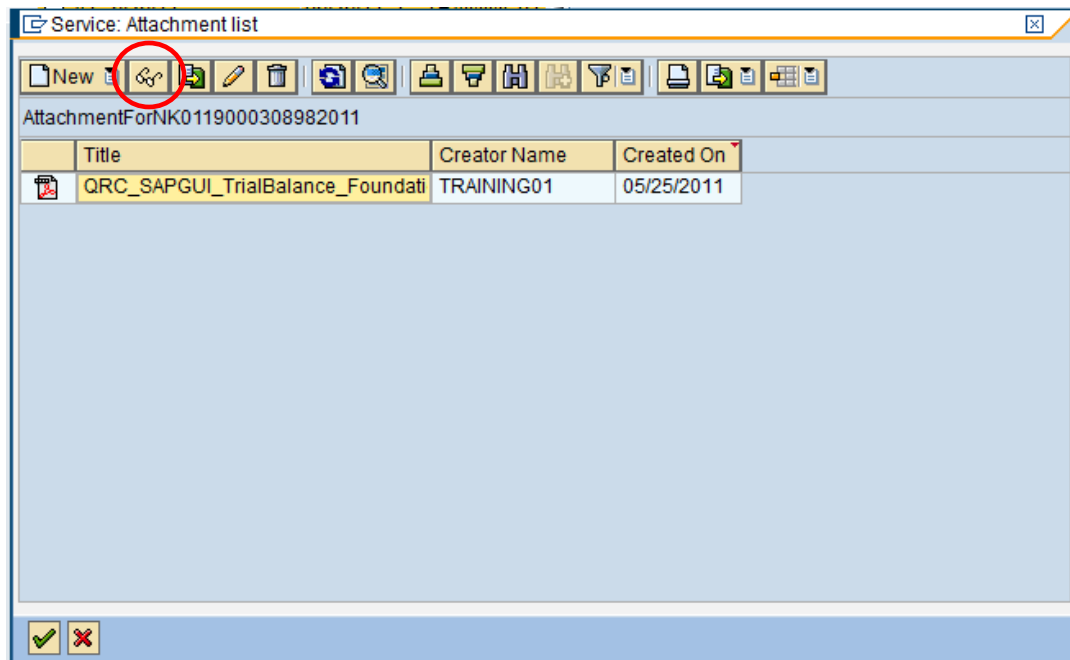 Service: Attachment list
New
AttachmentForNK0119000308982011
Title Creator Name Created On
QRC_SAPGUI_TrialBalance_Foundati TRAINING01 05/25/2011